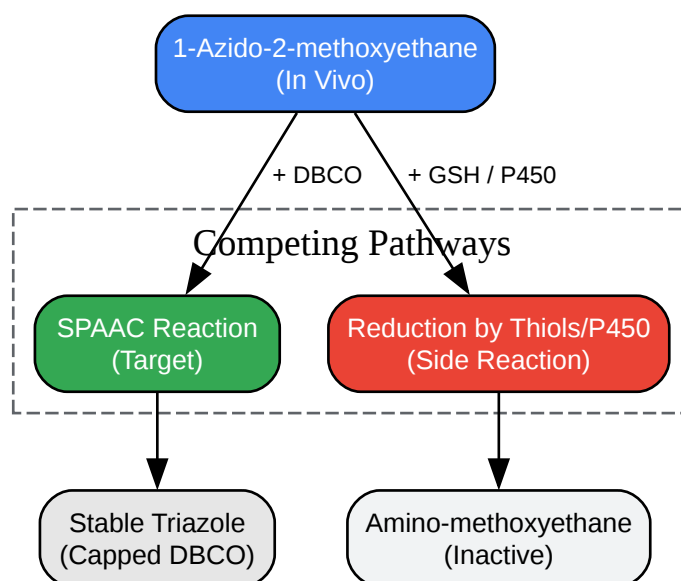 1-Azido-2-methoxyethane
(In Vivo)
+ DBCO
+ GSH / P450
Competing Pathways
SPAAC Reaction
(Target)
Reduction by Thiols/P450
(Side Reaction)
Stable Triazole
(Capped DBCO)
Amino-methoxyethane
(Inactive)